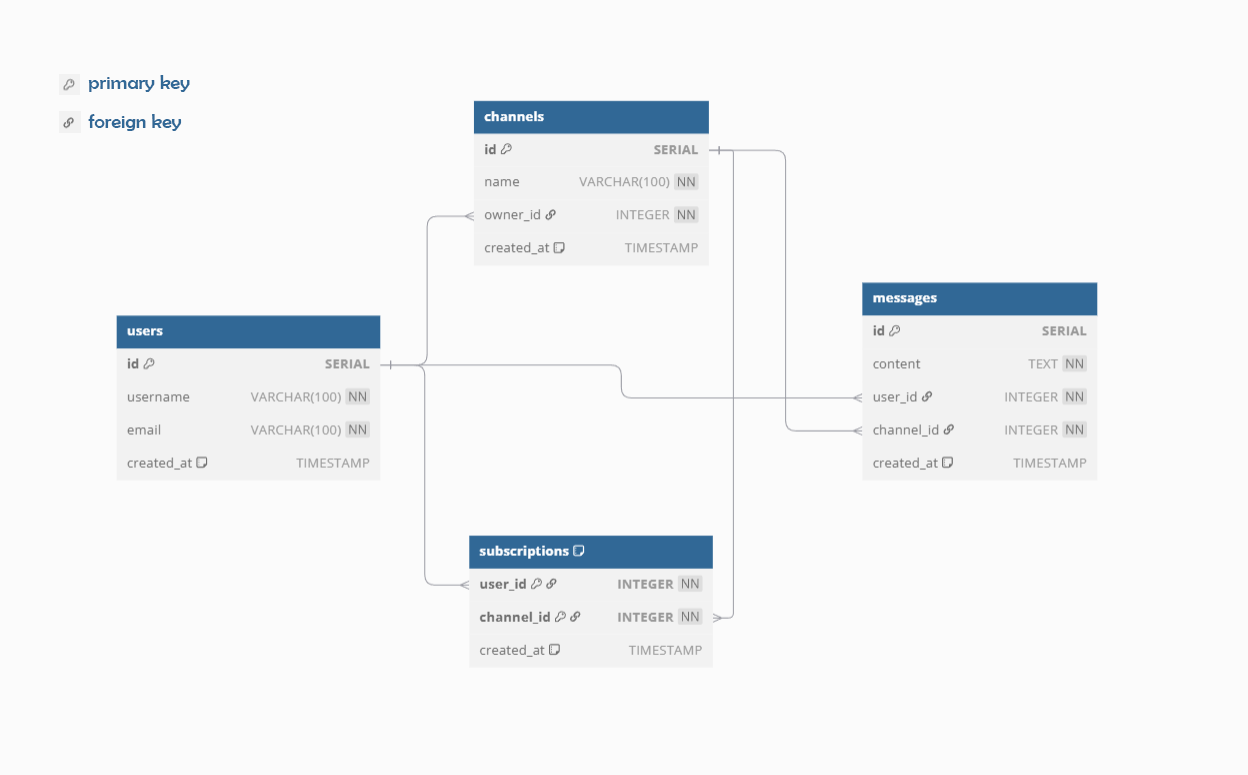 primary key
foreign key
channels
id SERIAL
name VARCHAR(100) NN
owner_id INTEGER NN
created_at TIMESTAMP
messages
id SERIAL
content TEXT NN
user_id INTEGER NN
channel_id INTEGER NN
created_at TIMESTAMP
users
id SERIAL
username VARCHAR(100) NN
email VARCHAR(100) NN
created_at TIMESTAMP
subscriptions
user_id INTEGER NN
channel_id INTEGER NN
created_at TIMESTAMP